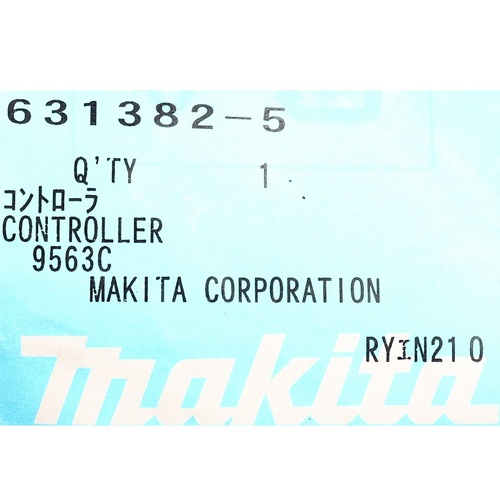 631382-5
Q'TY 1
コントローラ
CONTROLLER
9563C
MAKITA CORPORATION
RYIN210
makita